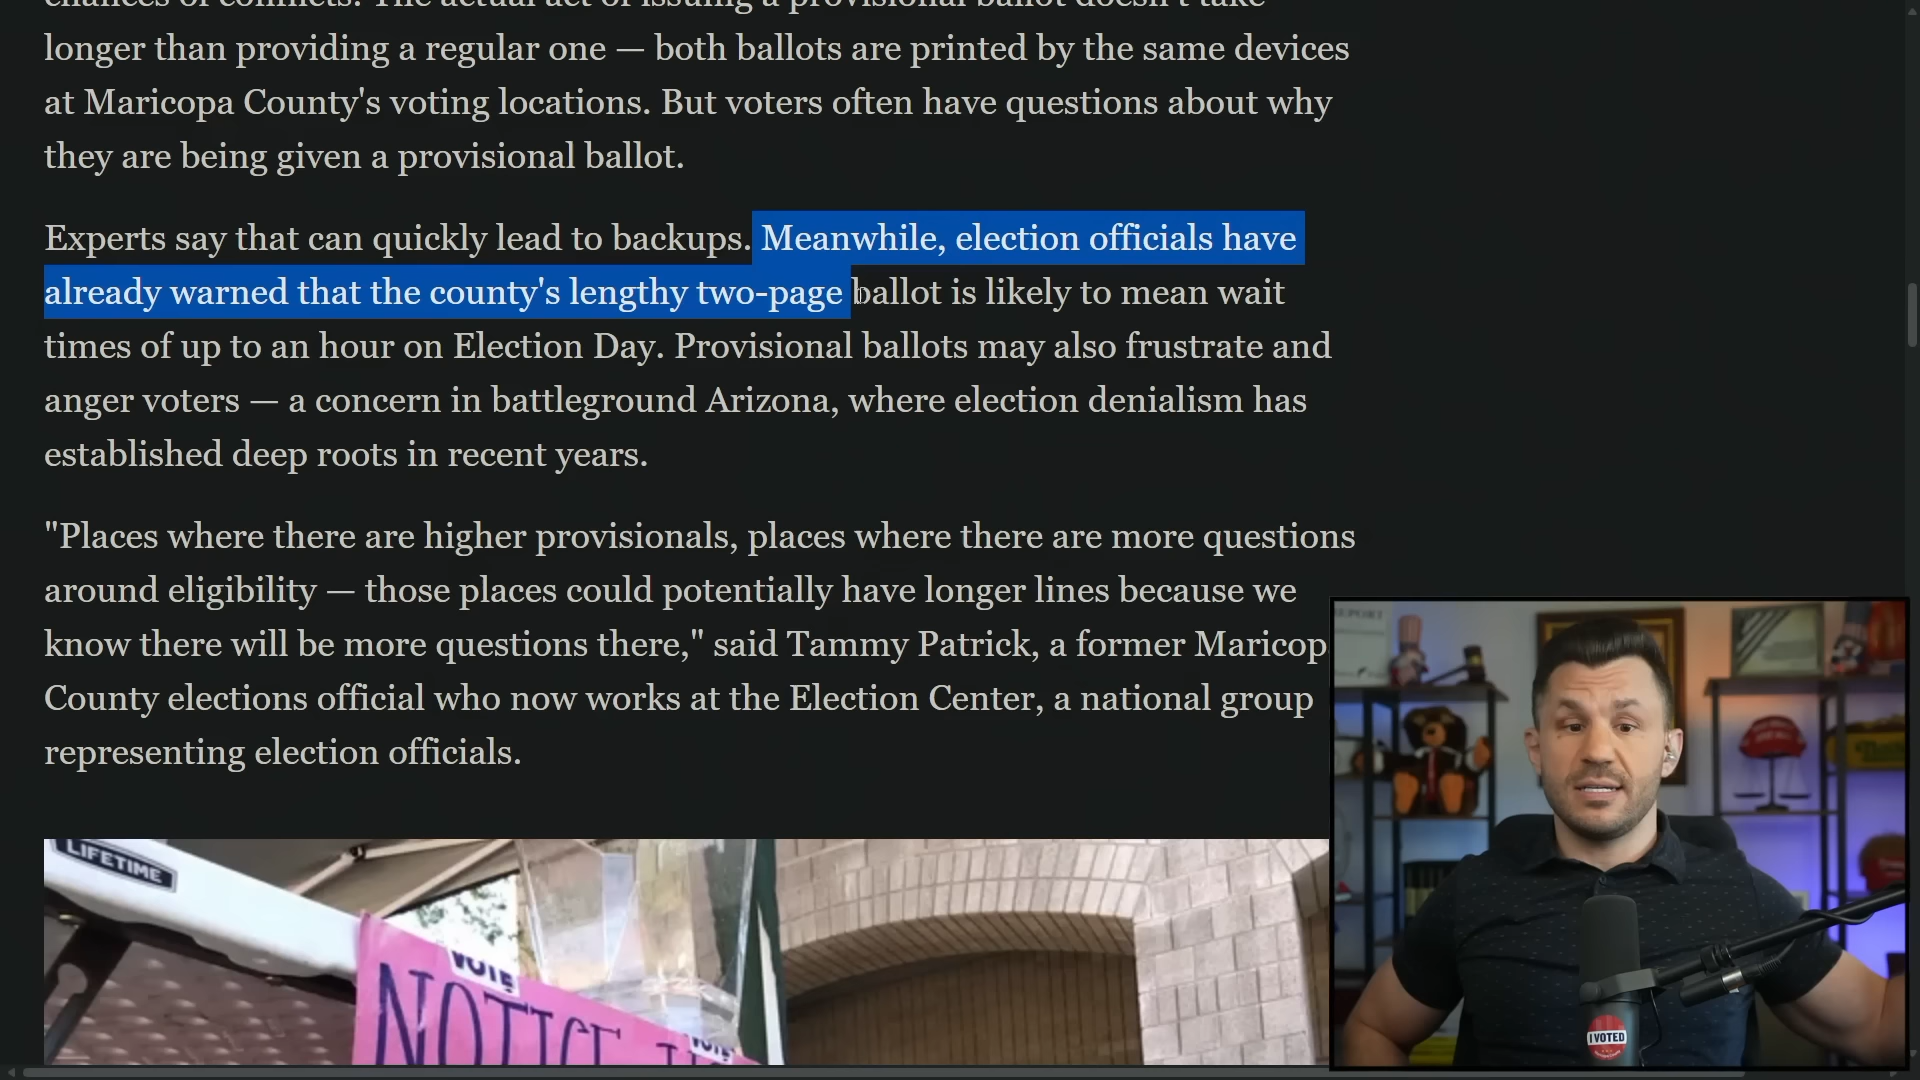 longer than providing a regular one — both ballots are printed by the same devices
at Maricopa County's voting locations. But voters often have questions about why
they are being given a provisional ballot.
Experts say that can quickly lead to backups. Meanwhile, election officials have
already warned that the county's lengthy two-page ballot is likely to mean wait
times of up to an hour on Election Day. Provisional ballots may also frustrate and
anger voters — a concern in battleground Arizona, where election denialism has
established deep roots in recent years.
"Places where there are higher provisionals, places where there are more questions
around eligibility — those places could potentially have longer lines because we
know there will be more questions there," said Tammy Patrick, a former Maricop
County elections official who now works at the Election Center, a national group
representing election officials.
LIFETIME
VOTE
NOTICE
VOTE
I VOTED